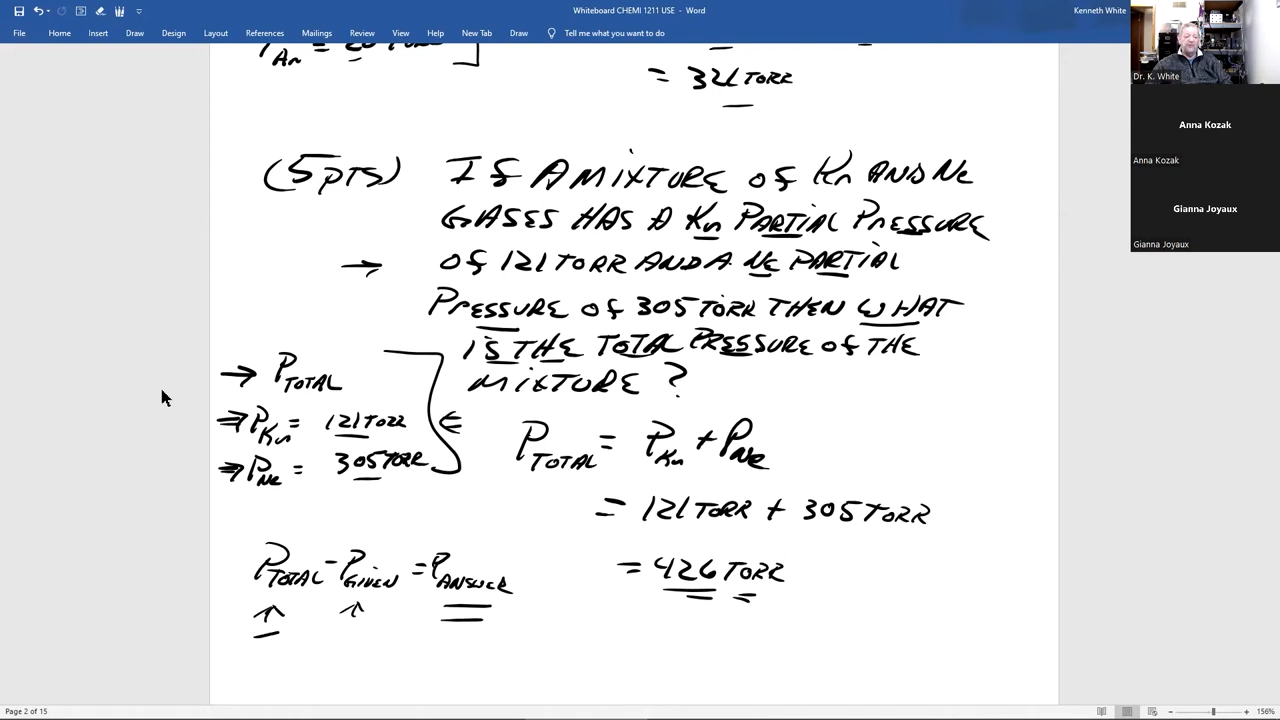 Whiteboard CHEMI 1211 USE - Word
Kenneth White
File Home Insert Draw Design Layout References Mailings Review View Help New Tab Draw Tell me what you want to do
Dr. K. White
Anna Kozak
Anna Kozak
Gianna Joyaux
Gianna Joyaux
= 321 TORR
(5 pts) If A MIXTURE of Kr AND Ne
GASES HAS A Kr PARTIAL PRESSURE
→ of 121 TORR AND A Ne PARTIAL
PRESSURE of 305 TORR THEN WHAT
IS THE TOTAL PRESSURE of THE
MIXTURE ?
→ P TOTAL
⇒ P Kr = 121 TORR
⇒ P Ne = 305 TORR
P TOTAL = P Kr + P Ne
= 121 TORR + 305 TORR
= 426 TORR
P TOTAL - P GIVEN = P ANSWER
Page 2 of 15
156%